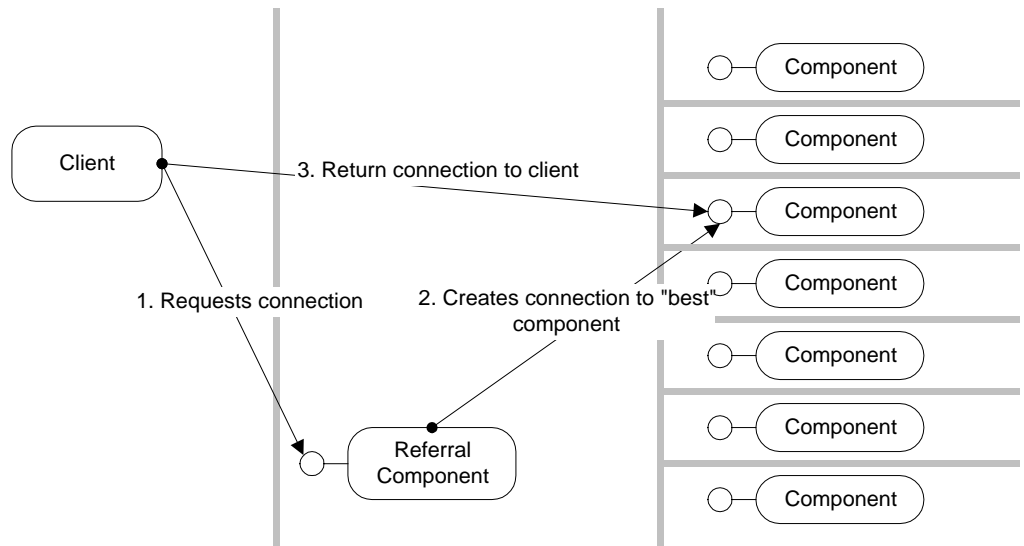 Component
Component
Client
3. Return connection to client
Component
Component
1. Requests connection
2. Creates connection to "best"
component
Component
Component
Referral
Component
Component